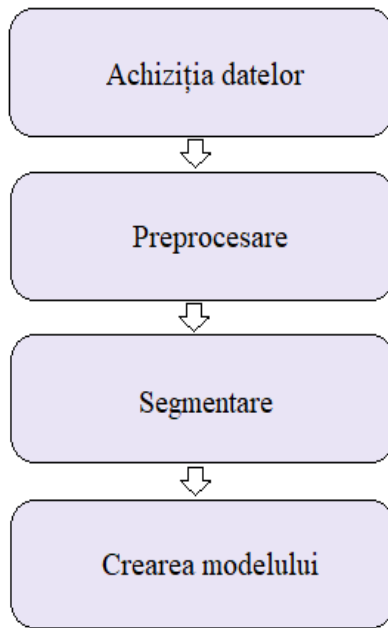 Achiziția datelor
Preprocesare
Segmentare
Crearea modelului